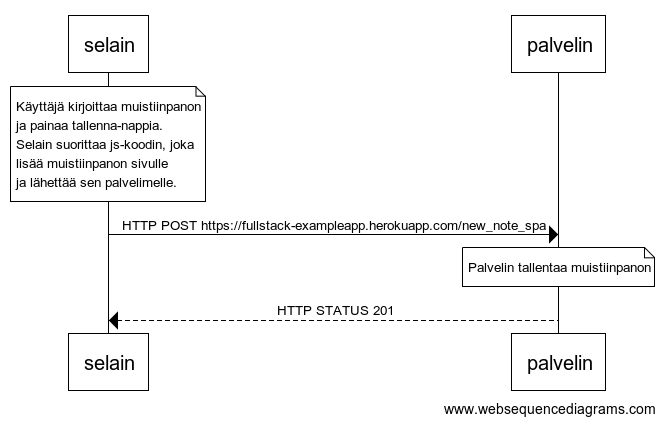 selain
palvelin
Käyttäjä kirjoittaa muistiinpanon
ja painaa tallenna-nappia.
Selain suorittaa js-koodin, joka
lisää muistiinpanon sivulle
ja lähettää sen palvelimelle.
HTTP POST https://fullstack-exampleapp.herokuapp.com/new_note_spa
Palvelin tallentaa muistiinpanon
HTTP STATUS 201
selain
palvelin
www.websequencediagrams.com